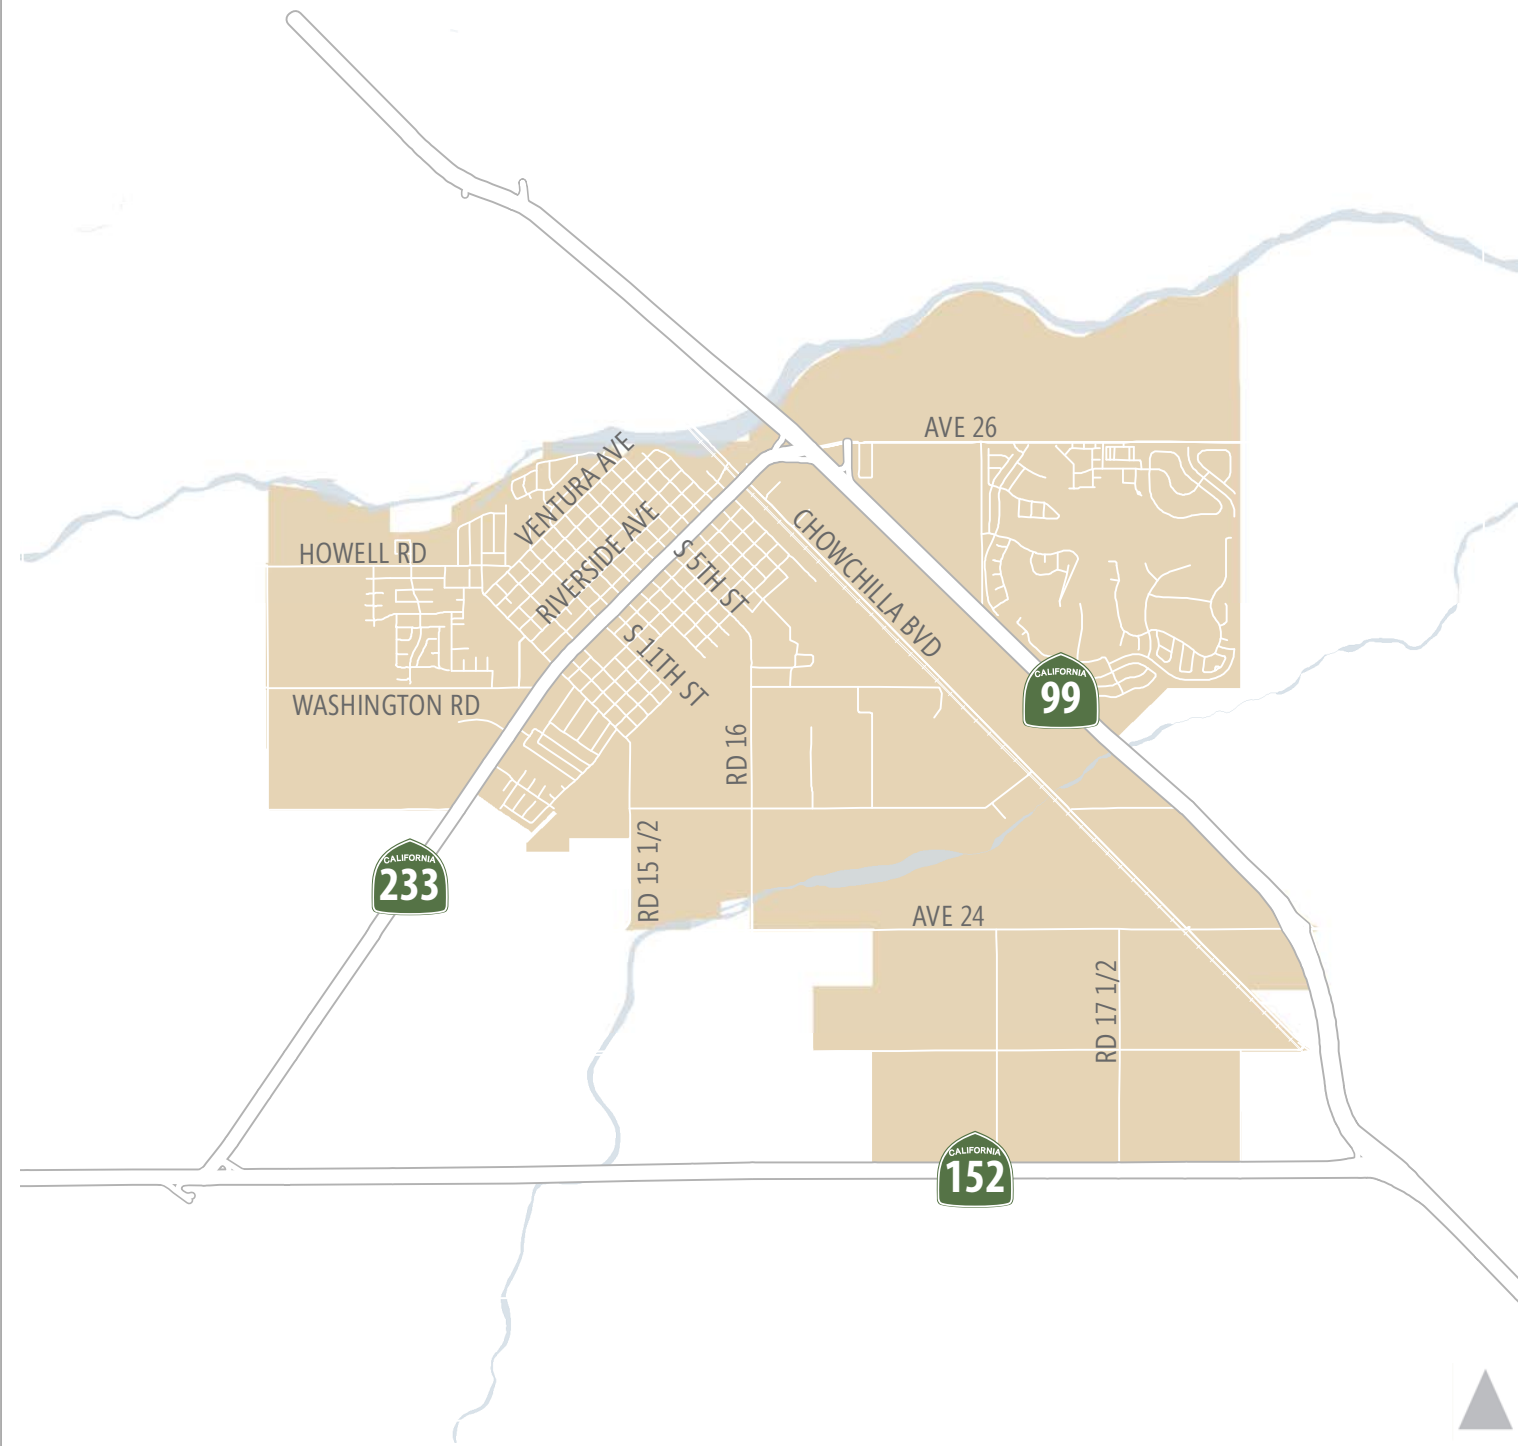 AVE 26
VENTURA AVE
RIVERSIDE AVE
HOWELL RD
S 5TH ST
CHOWCHILLA BVD
S 11TH ST
WASHINGTON RD
CALIFORNIA
99
RD 16
RD 15 1/2
CALIFORNIA
233
AVE 24
RD 17 1/2
CALIFORNIA
152